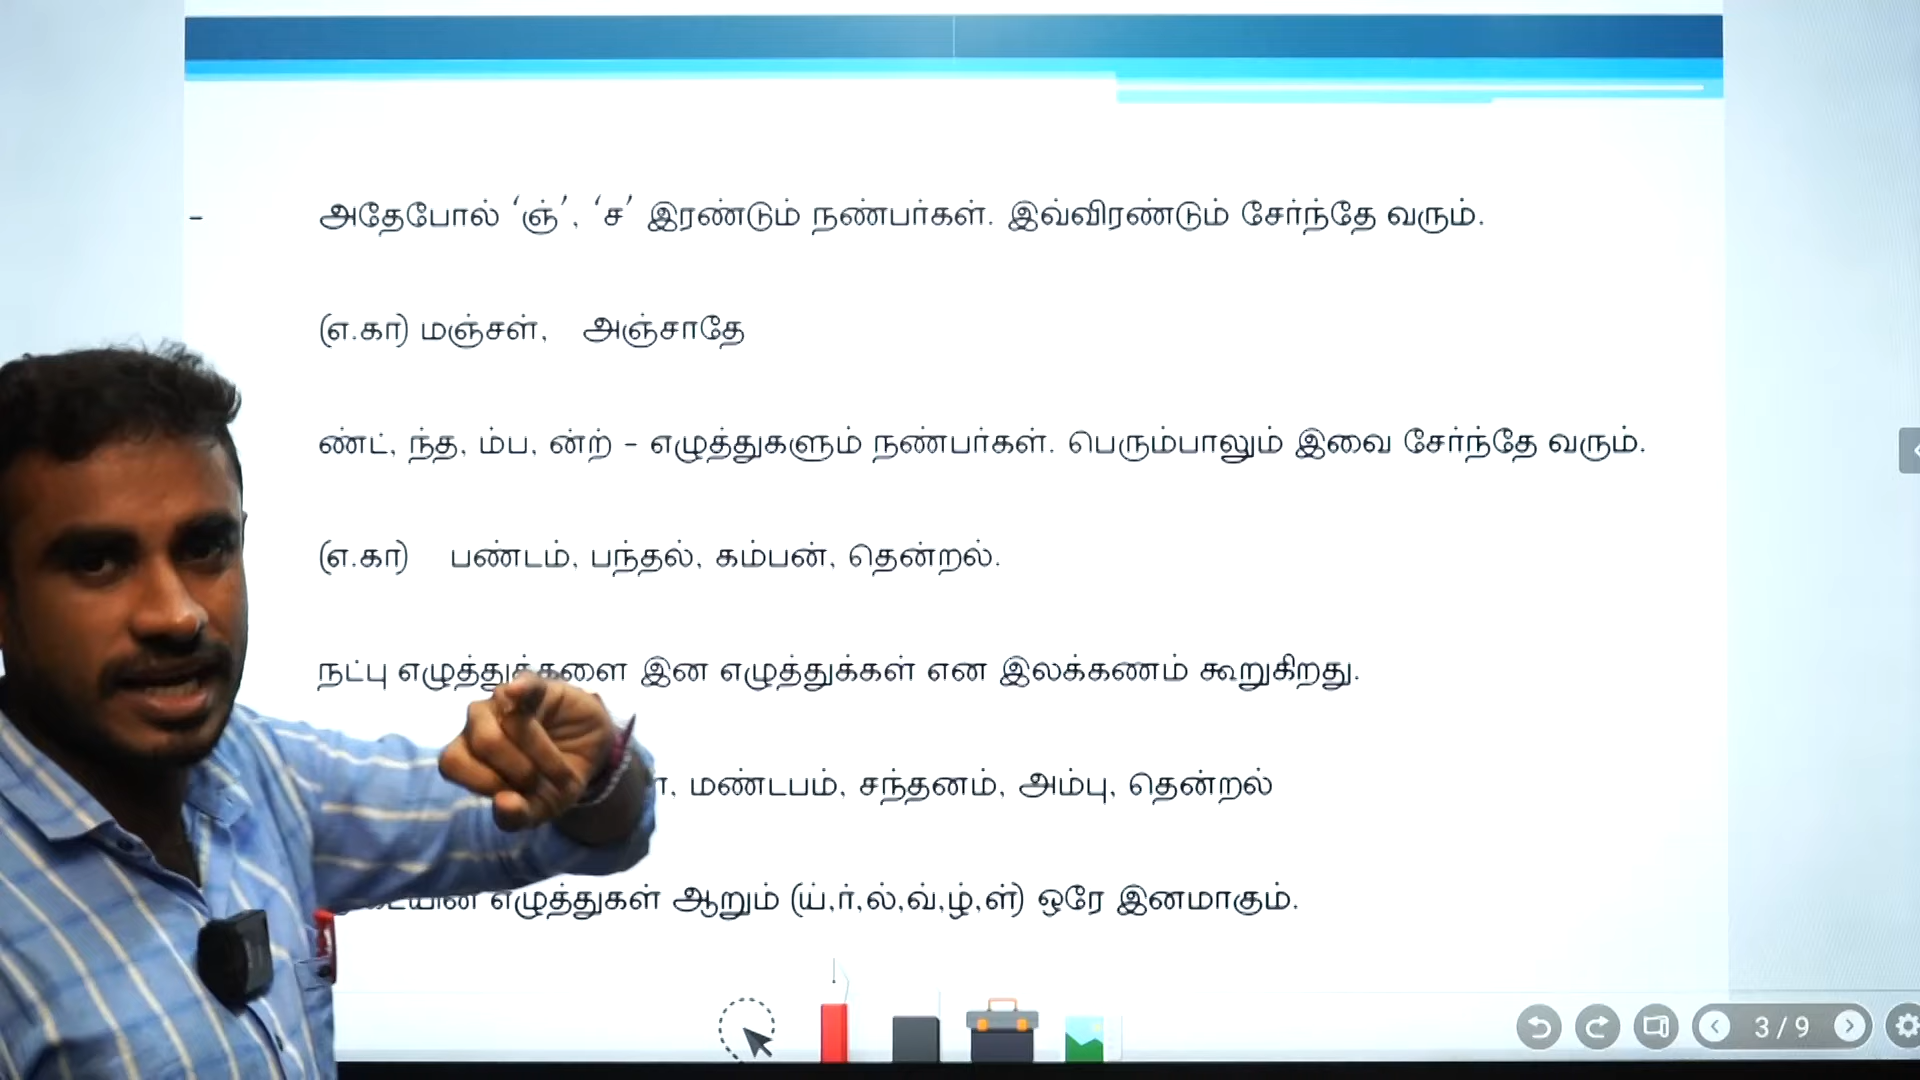 - அதேபோல் ‘ஞ்’, ‘ச’ இரண்டும் நண்பர்கள். இவ்விரண்டும் சேர்ந்தே வரும்.
(எ.கா) மஞ்சள், அஞ்சாதே
ண்ட், ந்த, ம்ப, ன்ற் - எழுத்துகளும் நண்பர்கள். பெரும்பாலும் இவை சேர்ந்தே வரும்.
(எ.கா) பண்டம், பந்தல், கம்பன், தென்றல்.
நட்பு எழுத்துக்களை இன எழுத்துக்கள் என இலக்கணம் கூறுகிறது.
மண்டபம், சந்தனம், அம்பு, தென்றல்
எழுத்துகள் ஆறும் (ய்,ர்,ல்,வ்,ழ்,ள்) ஒரே இனமாகும்.
3 / 9